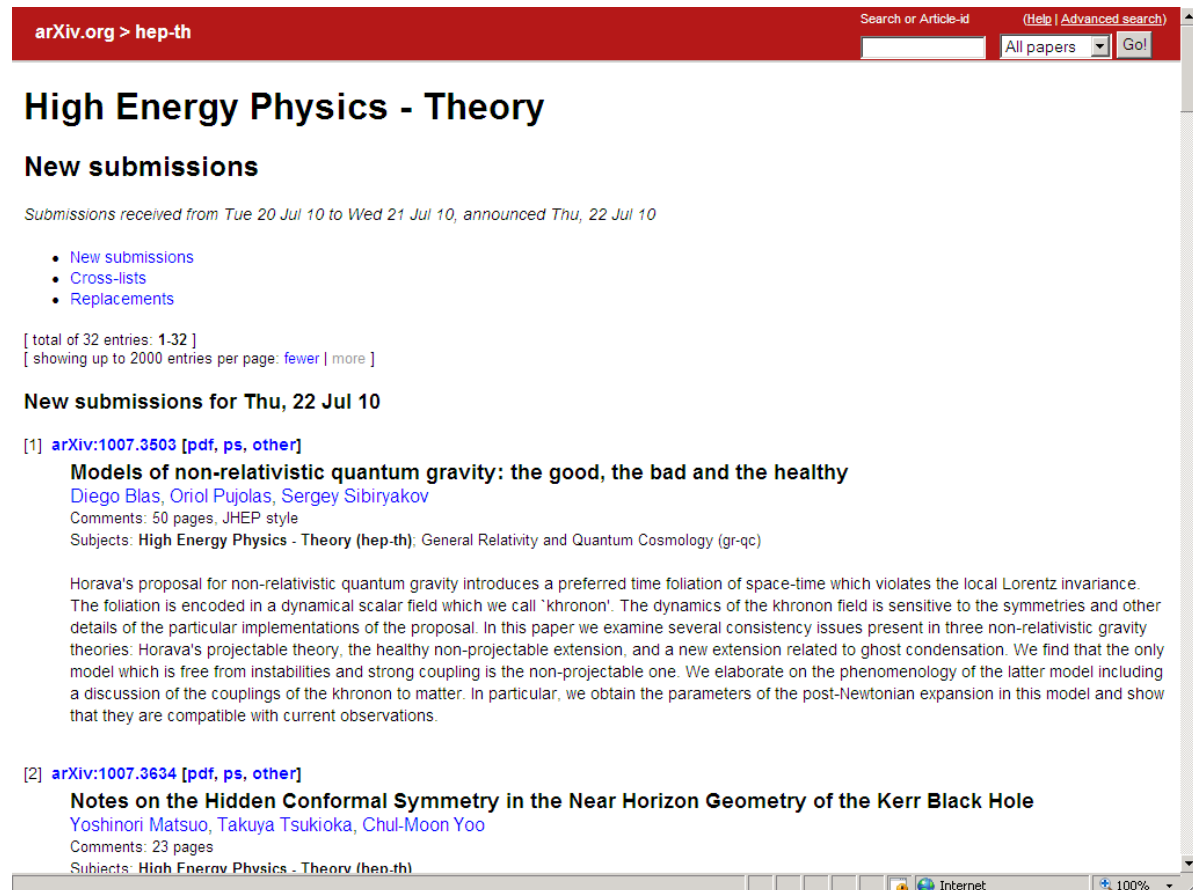 arXiv.org > hep-th
Search or Article-id
(Help | Advanced search)
All papers
Go!
High Energy Physics - Theory
New submissions
Submissions received from Tue 20 Jul 10 to Wed 21 Jul 10, announced Thu, 22 Jul 10
• New submissions
• Cross-lists
• Replacements
[ total of 32 entries: 1-32 ]
[ showing up to 2000 entries per page: fewer | more ]
New submissions for Thu, 22 Jul 10
[1] arXiv:1007.3503 [pdf, ps, other]
Models of non-relativistic quantum gravity: the good, the bad and the healthy
Diego Blas, Oriol Pujolas, Sergey Sibiryakov
Comments: 50 pages, JHEP style
Subjects: High Energy Physics - Theory (hep-th); General Relativity and Quantum Cosmology (gr-qc)
Horava's proposal for non-relativistic quantum gravity introduces a preferred time foliation of space-time which violates the local Lorentz invariance.
The foliation is encoded in a dynamical scalar field which we call `khronon'. The dynamics of the khronon field is sensitive to the symmetries and other
details of the particular implementations of the proposal. In this paper we examine several consistency issues present in three non-relativistic gravity
theories: Horava's projectable theory, the healthy non-projectable extension, and a new extension related to ghost condensation. We find that the only
model which is free from instabilities and strong coupling is the non-projectable one. We elaborate on the phenomenology of the latter model including
a discussion of the couplings of the khronon to matter. In particular, we obtain the parameters of the post-Newtonian expansion in this model and show
that they are compatible with current observations.
[2] arXiv:1007.3634 [pdf, ps, other]
Notes on the Hidden Conformal Symmetry in the Near Horizon Geometry of the Kerr Black Hole
Yoshinori Matsuo, Takuya Tsukioka, Chul-Moon Yoo
Comments: 23 pages
Subjects: High Energy Physics - Theory (hep-th)
Internet
100%